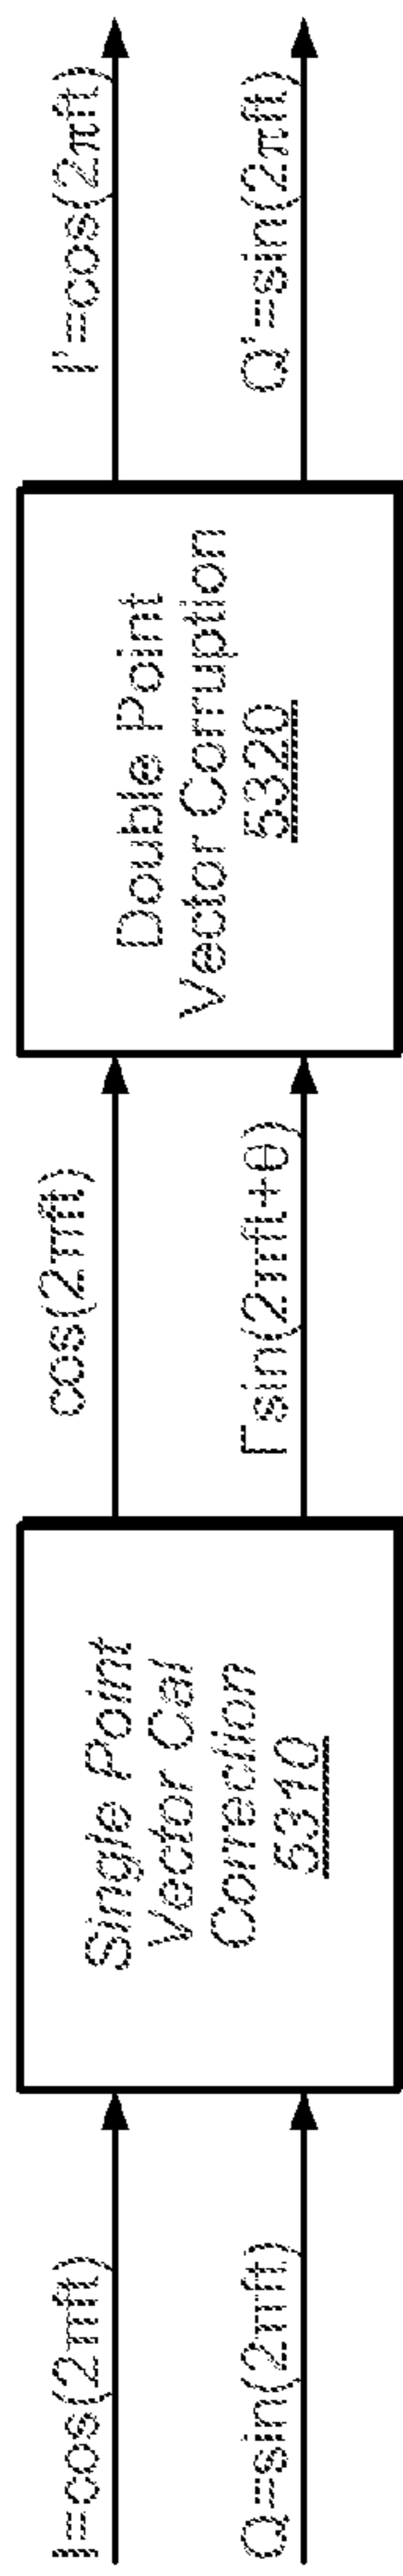 I=cos(2πft)
Q=sin(2πft)
Single Point
Vector Cal
Correction
5310
cos(2πft)
Γsin(2πft+θ)
Double Point
Vector Corruption
5320
I'=cos(2πft)
Q'=sin(2πft)